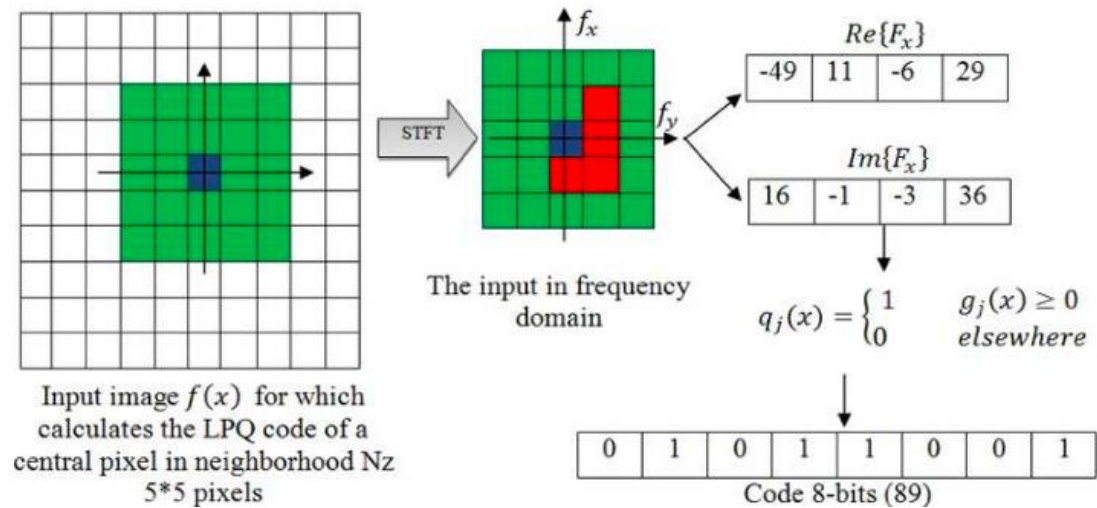 f_x
f_y
STFT
Re{F_x}
-49 11 -6 29
Im{F_x}
16 -1 -3 36
The input in frequency
domain
q_j(x) = { 1 g_j(x) ≥ 0
0 elsewhere
Input image f(x) for which
calculates the LPQ code of a
central pixel in neighborhood Nz
5*5 pixels
0 1 0 1 1 0 0 1
Code 8-bits (89)